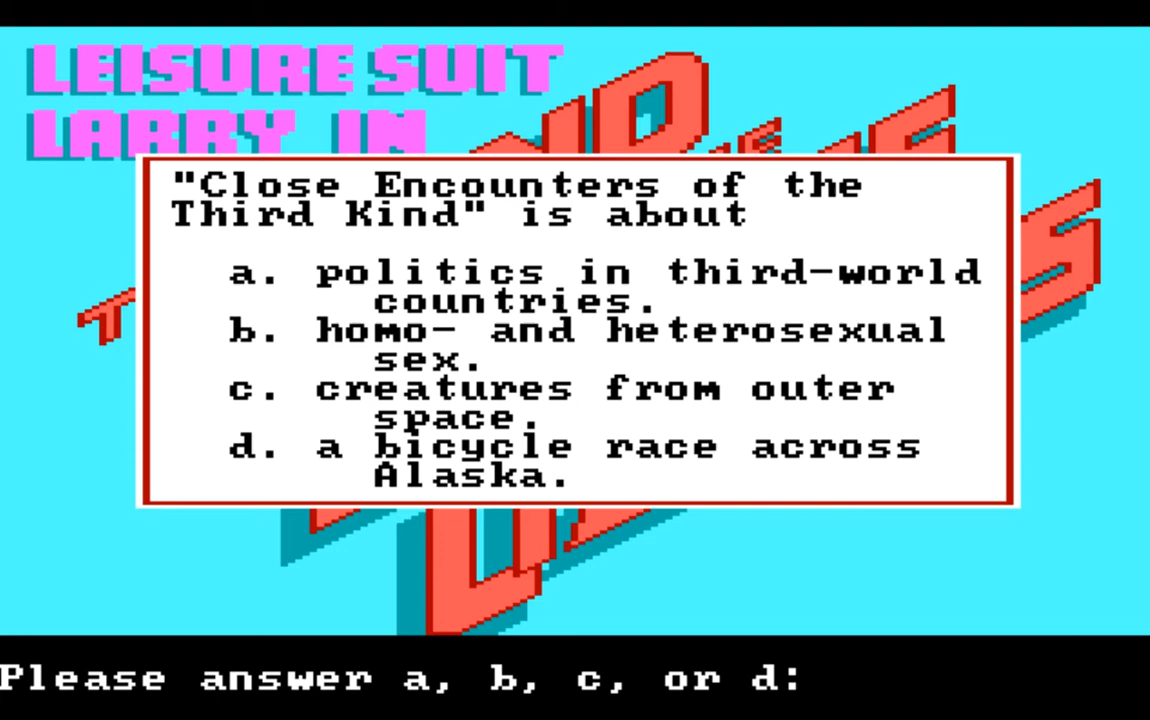 LEISURE SUIT
LARRY IN
"Close Encounters of the
Third Kind" is about
a. politics in third-world
countries.
b. homo- and heterosexual
sex.
c. creatures from outer
space.
d. a bicycle race across
Alaska.
Please answer a, b, c, or d: